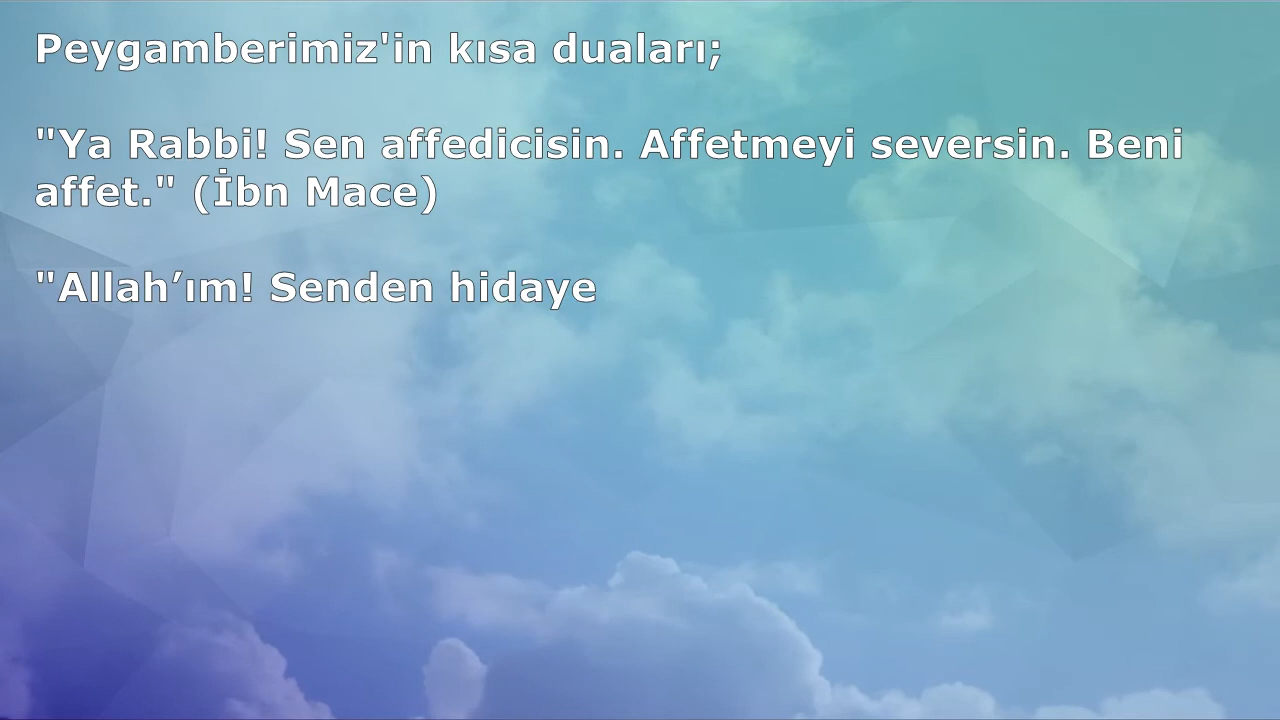 Peygamberimiz'in kısa duaları;
"Ya Rabbi! Sen affedicisin. Affetmeyi seversin. Beni
affet." (İbn Mace)
"Allah’ım! Senden hidaye